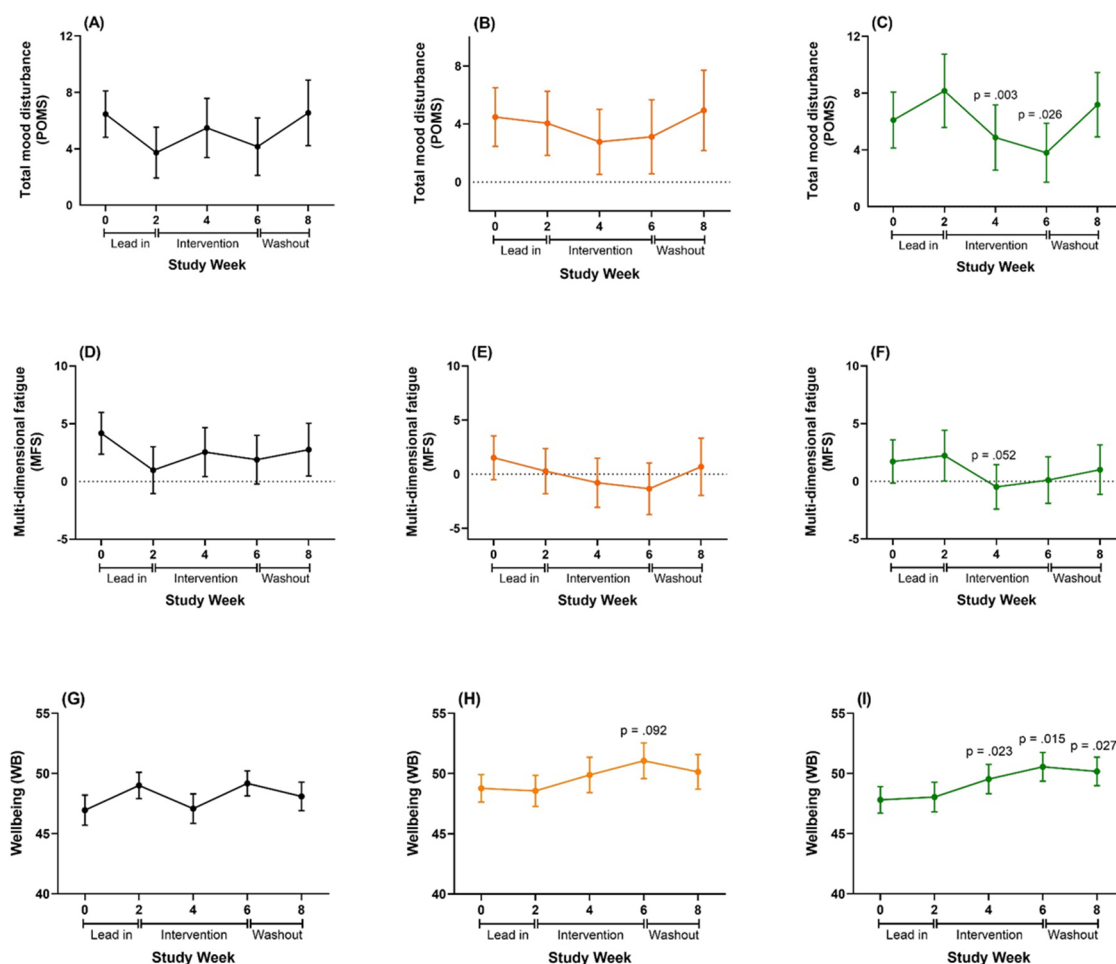 (A)
Total mood disturbance
(POMS)
12
8
4
0
0 2 4 6 8
Lead in Intervention Washout
Study Week
(B)
Total mood disturbance
(POMS)
8
4
0
0 2 4 6 8
Lead in Intervention Washout
Study Week
(C)
Total mood disturbance
(POMS)
12
8
4
0
p = .003
p = .026
0 2 4 6 8
Lead in Intervention Washout
Study Week
(D)
Multi-dimensional fatigue
(MFS)
10
5
0
-5
0 2 4 6 8
Lead in Intervention Washout
Study Week
(E)
Multi-dimensional fatigue
(MFS)
10
5
0
-5
0 2 4 6 8
Lead in Intervention Washout
Study Week
(F)
Multi-dimensional fatigue
(MFS)
10
5
0
-5
p = .052
0 2 4 6 8
Lead in Intervention Washout
Study Week
(G)
Wellbeing (WB)
55
50
45
40
0 2 4 6 8
Lead in Intervention Washout
Study Week
(H)
Wellbeing (WB)
55
50
45
40
p = .092
0 2 4 6 8
Lead in Intervention Washout
Study Week
(I)
Wellbeing (WB)
55
50
45
40
p = .023
p = .015
p = .027
0 2 4 6 8
Lead in Intervention Washout
Study Week